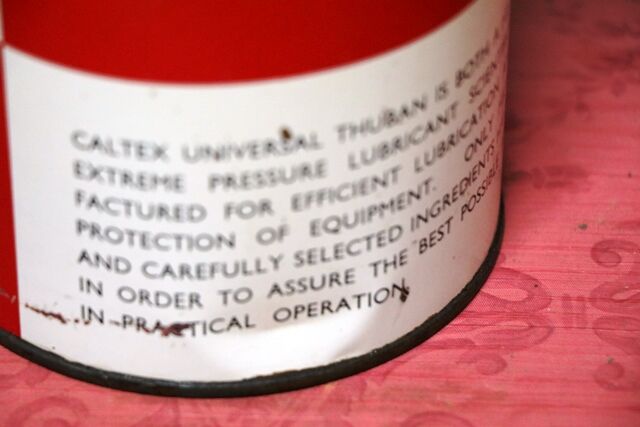 CALTEX UNIVERSAL THUBAN IS BOTH A
EXTREME PRESSURE LUBRICANT
FACTURED FOR EFFICIENT LUBRICATION
PROTECTION OF EQUIPMENT. ONLY
AND CAREFULLY SELECTED INGREDIENTS
IN ORDER TO ASSURE THE BEST
IN PRACTICAL OPERATION.